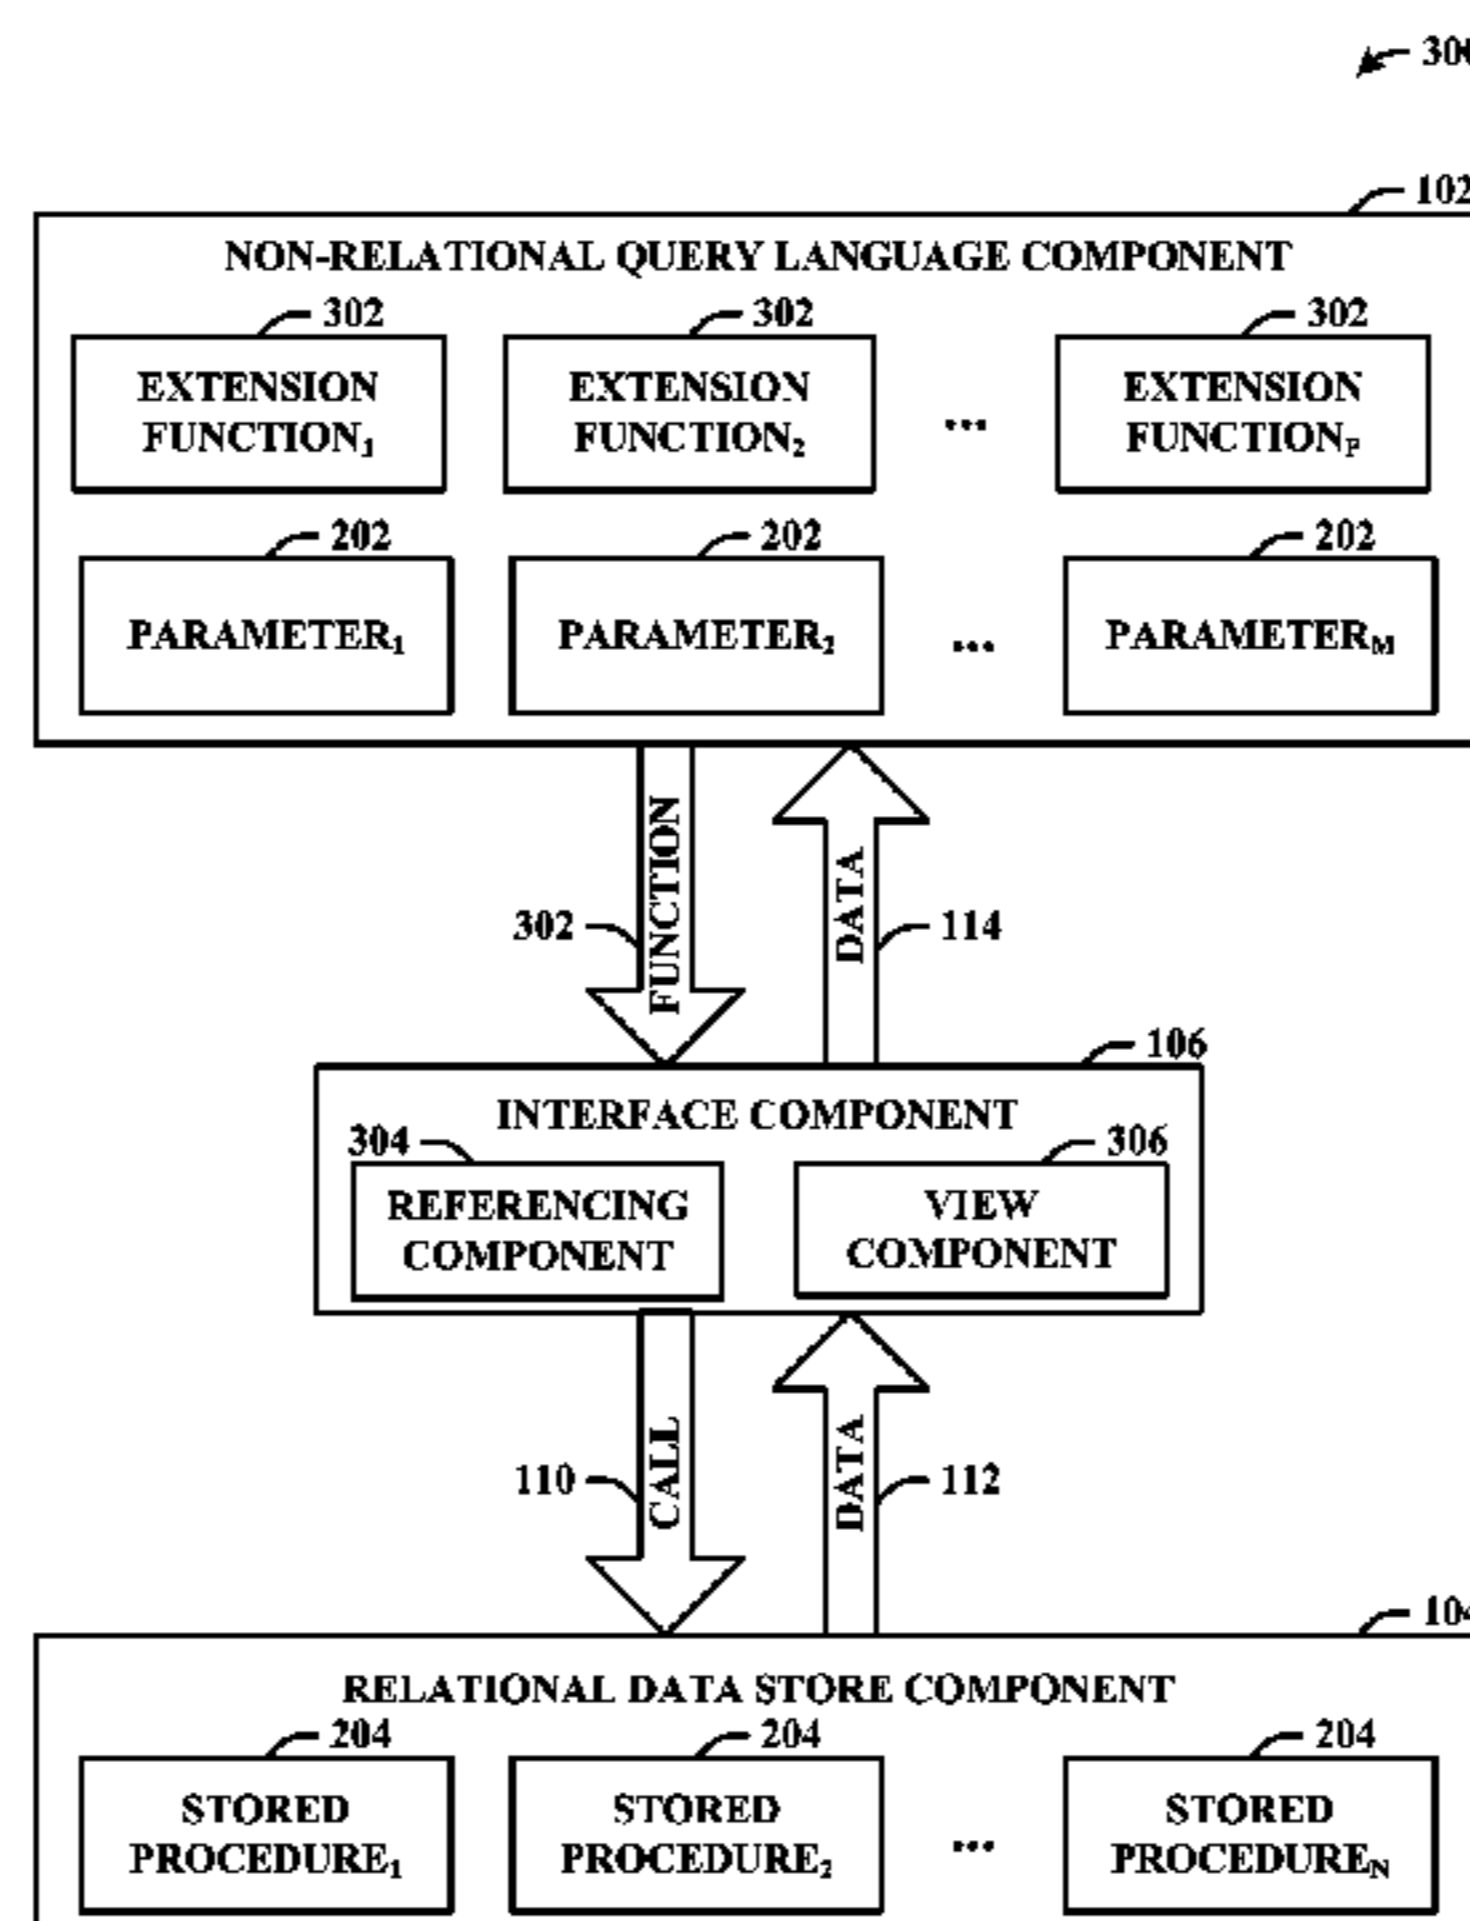 300
102
NON-RELATIONAL QUERY LANGUAGE COMPONENT
302 302 302
EXTENSION EXTENSION EXTENSION
FUNCTION1 FUNCTION2 ... FUNCTIONP
202 202 202
PARAMETER1 PARAMETER2 ... PARAMETERM
302 FUNCTION DATA 114
106
INTERFACE COMPONENT
304 306
REFERENCING VIEW
COMPONENT COMPONENT
110 CALL DATA 112
104
RELATIONAL DATA STORE COMPONENT
204 204 204
STORED STORED STORED
PROCEDURE1 PROCEDURE2 ... PROCEDUREN